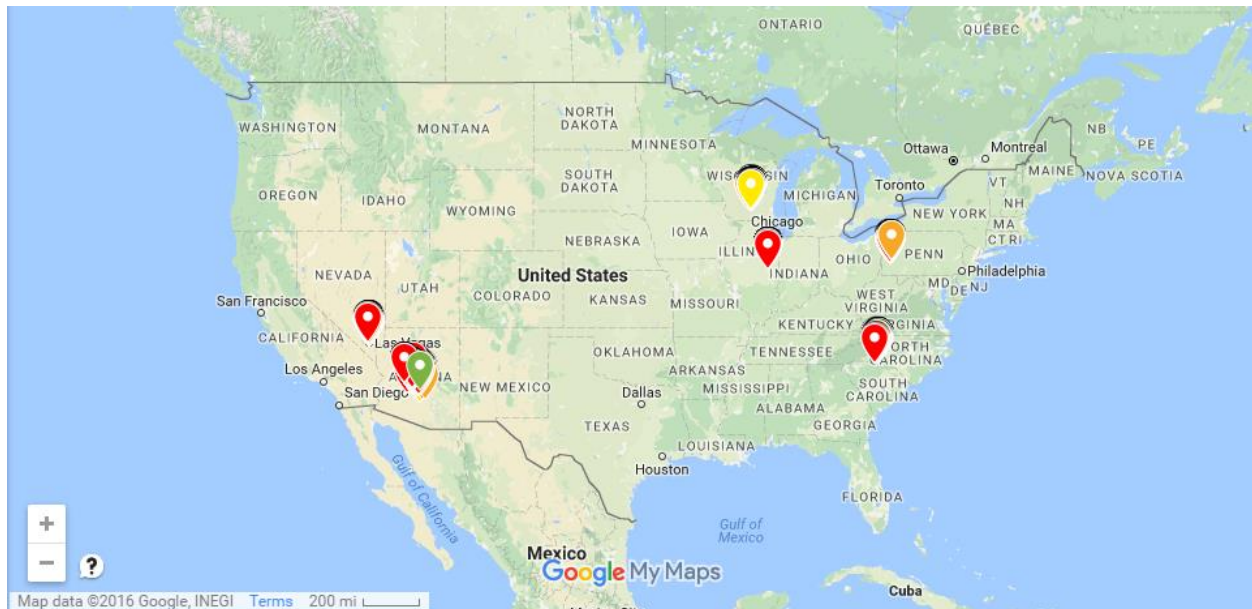 ONTARIO
QUÉBEC
WASHINGTON
MONTANA
NORTH
DAKOTA
MINNESOTA
Ottawa
Montreal
NB
PE
MAINE
NOVA SCOTIA
OREGON
IDAHO
SOUTH
DAKOTA
MICHIGAN
Toronto
VT
NH
WYOMING
NEW YORK
MA
CT
RI
Chicago
IOWA
NEBRASKA
OHIO
PENN
NEVADA
UTAH
United States
INDIANA
Philadelphia
MD
DE
NJ
San Francisco
COLORADO
KANSAS
MISSOURI
WEST
VIRGINIA
CALIFORNIA
KENTUCKY
Las Vegas
OKLAHOMA
TENNESSEE
CAROLINA
Los Angeles
ARKANSAS
NEW MEXICO
MISSISSIPPI
SOUTH
CAROLINA
San Diego
Dallas
ALABAMA
TEXAS
GEORGIA
LOUISIANA
Houston
Gulf of California
FLORIDA
Gulf of
Mexico
Mexico
Google My Maps
Cuba
+
−
?
Map data ©2016 Google, INEGI Terms 200 mi